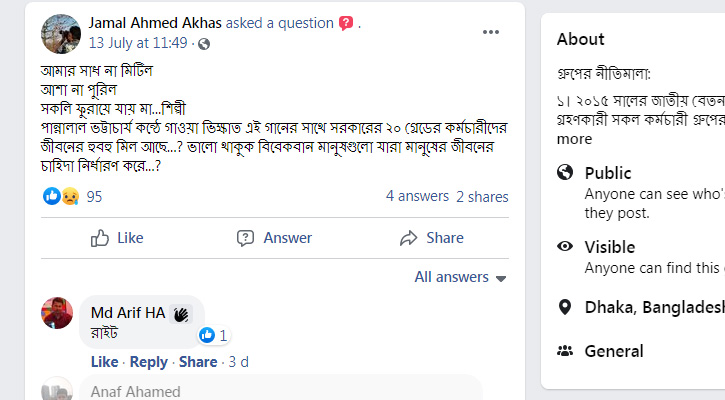 Jamal Ahmed Akhas asked a question .
13 July at 11:49 ·
আমার সাধ না মিটিল
আশা না পুরিল
সকলি ফুরায়ে যায় মা...শিল্পী
পান্নালাল ভট্টাচার্য কন্ঠে গাওয়া ভিস্কাত এই গানের সাথে সরকারের ২০ গ্রেডের কর্মচারীদের
জীবনের হুবহু মিল আছে...? ভালো থাকুক বিবেকবান মানুষগুলো যারা মানুষের জীবনের
চাহিদা নির্ধারণ করে...?
95 4 answers 2 shares
Like Answer Share
All answers
Md Arif HA
রাইট
1
Like · Reply · Share · 3 d
Anaf Ahamed
About
গ্রুপের নীতিমালা:
১। ২০১৫ সালের জাতীয় বেতন
গ্রহণকারী সকল কর্মচারী গ্রুপের
more
Public
Anyone can see who's
they post.
Visible
Anyone can find this
Dhaka, Bangladesh
General